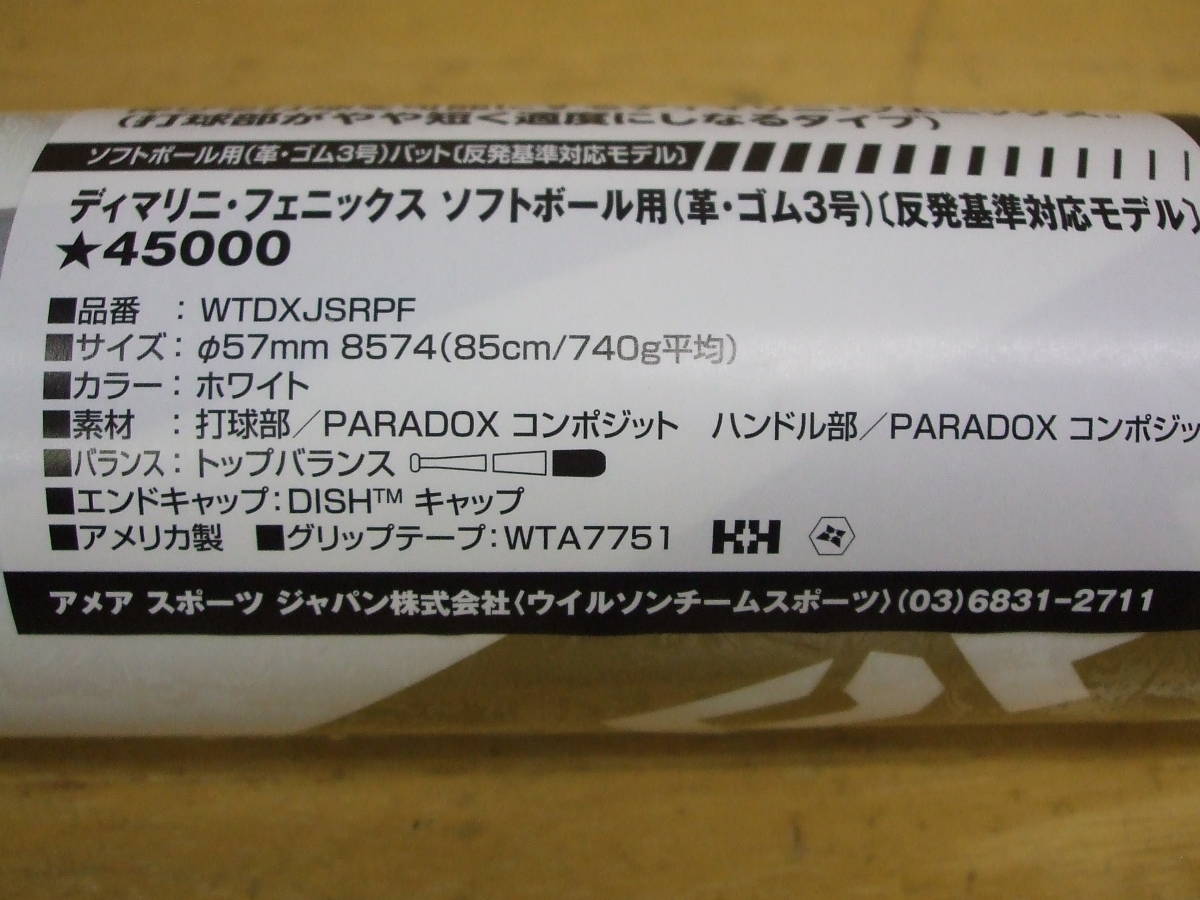 (打球部がやや短く適度にしなるタイプ)
ソフトボール用(革・ゴム3号)バット〔反発基準対応モデル〕
ディマリニ・フェニックス ソフトボール用(革・ゴム3号)〔反発基準対応モデル〕
★45000
■品番 : WTDXJSRPF
■サイズ : φ57mm 8574(85cm/740g平均)
■カラー : ホワイト
■素材 : 打球部/PARADOX コンポジット ハンドル部/PARADOX コンポジッ
■バランス : トップバランス
■エンドキャップ:DISH™ キャップ
■アメリカ製 ■グリップテープ:WTA7751
アメア スポーツ ジャパン株式会社〈ウイルソンチームスポーツ〉(03)6831-2711